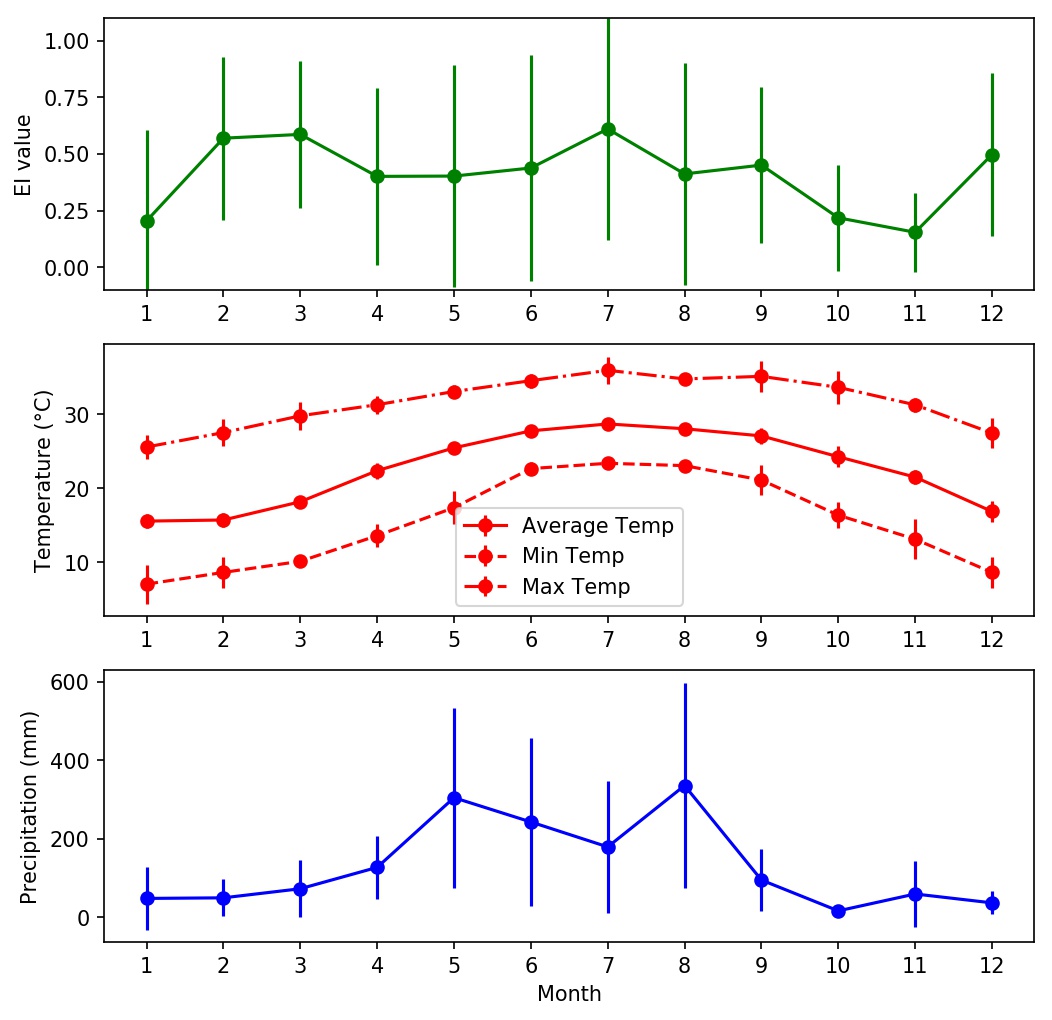 EI value
1.00
0.75
0.50
0.25
0.00
1 2 3 4 5 6 7 8 9 10 11 12
Temperature (°C)
30
20
10
Average Temp
Min Temp
Max Temp
1 2 3 4 5 6 7 8 9 10 11 12
Precipitation (mm)
600
400
200
0
1 2 3 4 5 6 7 8 9 10 11 12
Month